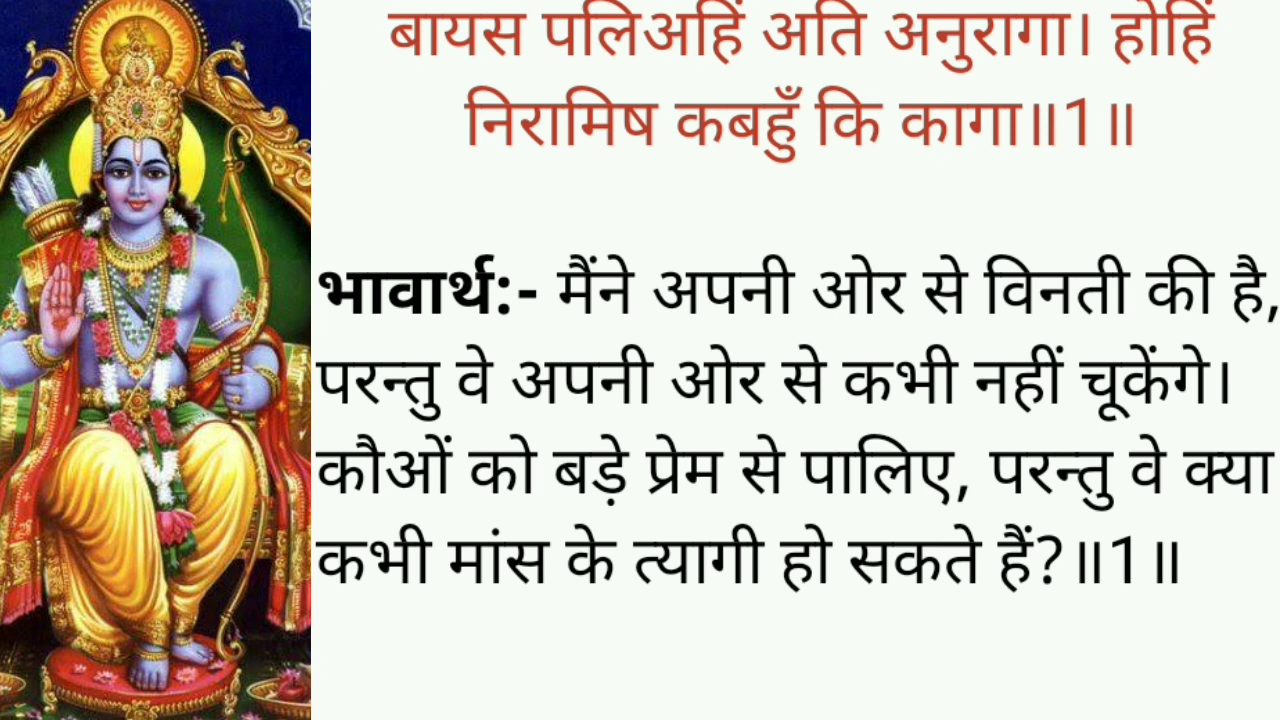 बायस पलिअहिं अति अनुरागा। होहिं
निरामिष कबहुँ कि कागा॥1॥
भावार्थ:- मैंने अपनी ओर से विनती की है,
परन्तु वे अपनी ओर से कभी नहीं चूकेंगे।
कौओं को बड़े प्रेम से पालिए, परन्तु वे क्या
कभी मांस के त्यागी हो सकते हैं?॥1॥